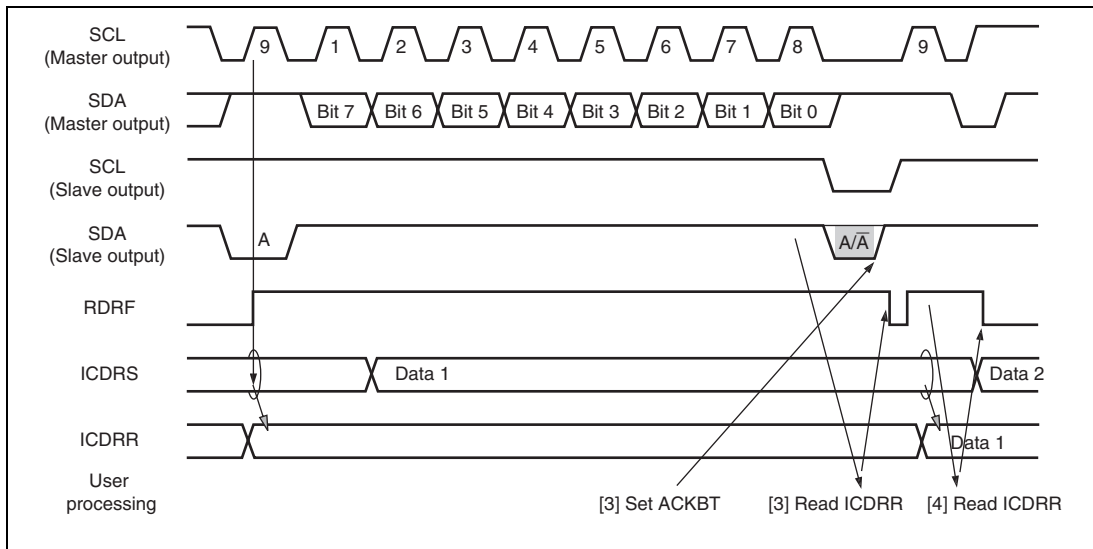 SCL
(Master output)
9 1 2 3 4 5 6 7 8 9
SDA
(Master output)
Bit 7 Bit 6 Bit 5 Bit 4 Bit 3 Bit 2 Bit 1 Bit 0
SCL
(Slave output)
SDA
(Slave output)
A A/A̅
RDRF
ICDRS
Data 1 Data 2
ICDRR
Data 1
User
processing
[3] Set ACKBT [3] Read ICDRR [4] Read ICDRR